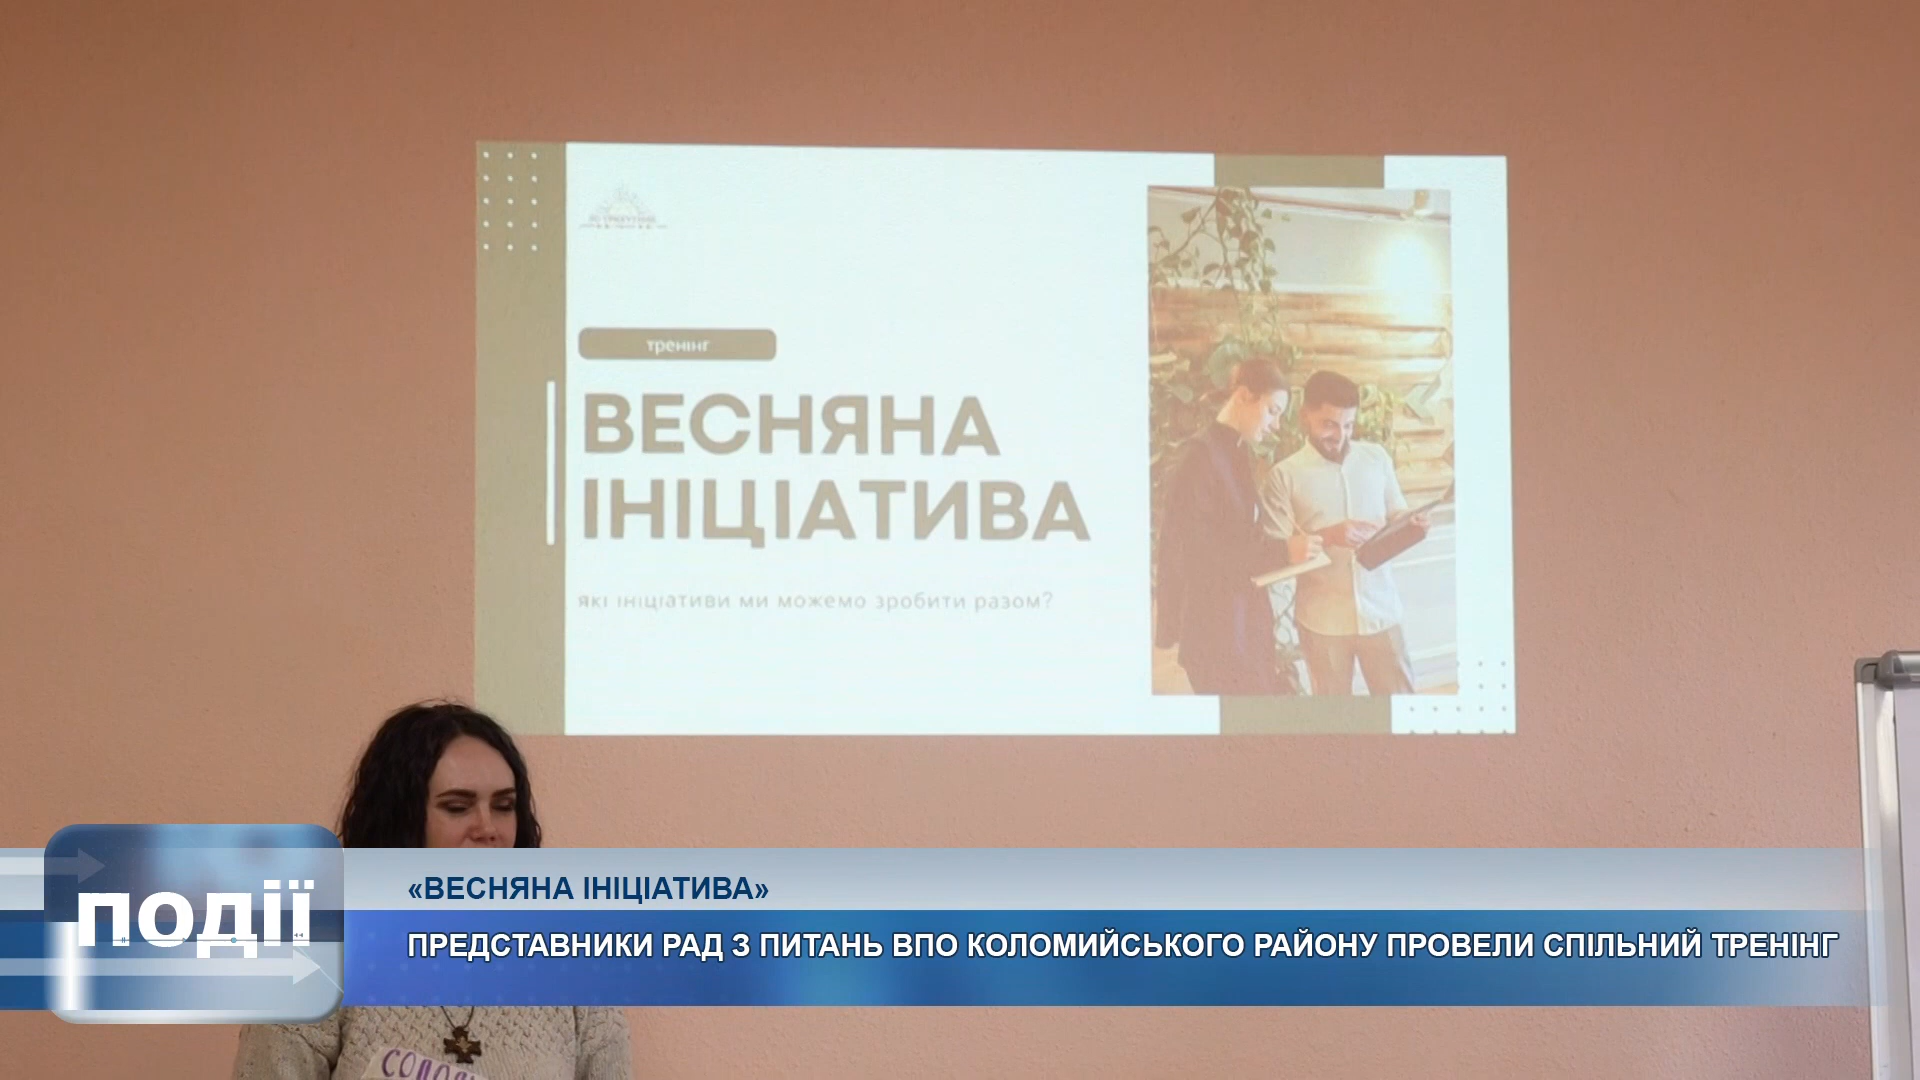 тренінг
ВЕСНЯНА
ІНІЦІАТИВА
які ініціативи ми можемо зробити разом?
події
«ВЕСНЯНА ІНІЦІАТИВА»
ПРЕДСТАВНИКИ РАД З ПИТАНЬ ВПО КОЛОМИЙСЬКОГО РАЙОНУ ПРОВЕЛИ СПІЛЬНИЙ ТРЕНІНГ